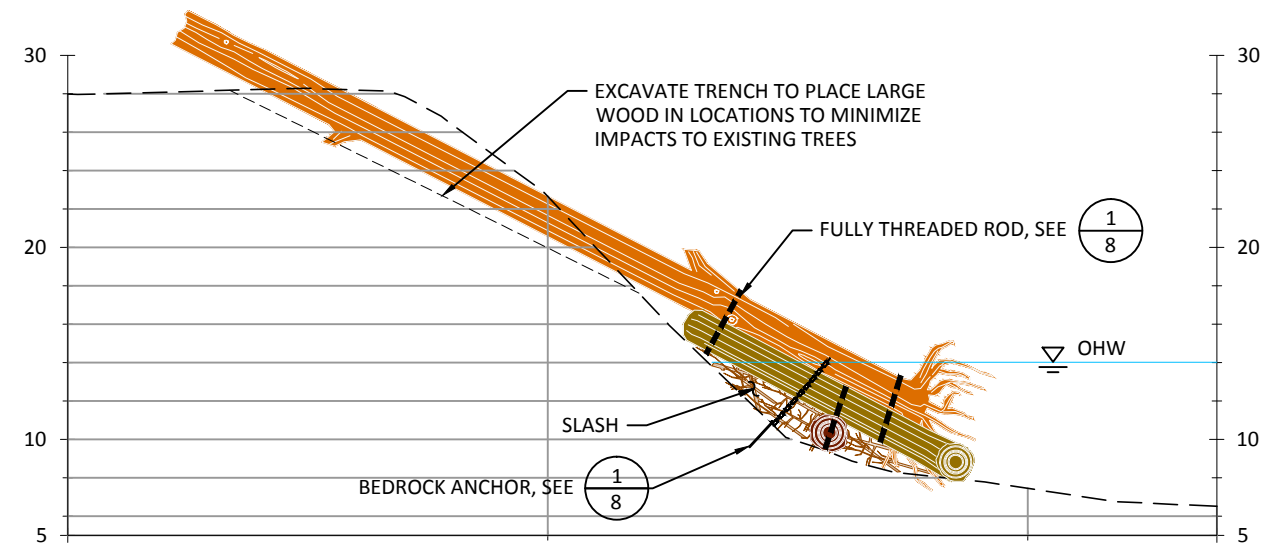 30
30
EXCAVATE TRENCH TO PLACE LARGE
WOOD IN LOCATIONS TO MINIMIZE
IMPACTS TO EXISTING TREES
FULLY THREADED ROD, SEE
1
8
20
20
OHW
SLASH
10
10
BEDROCK ANCHOR, SEE
1
8
5
5